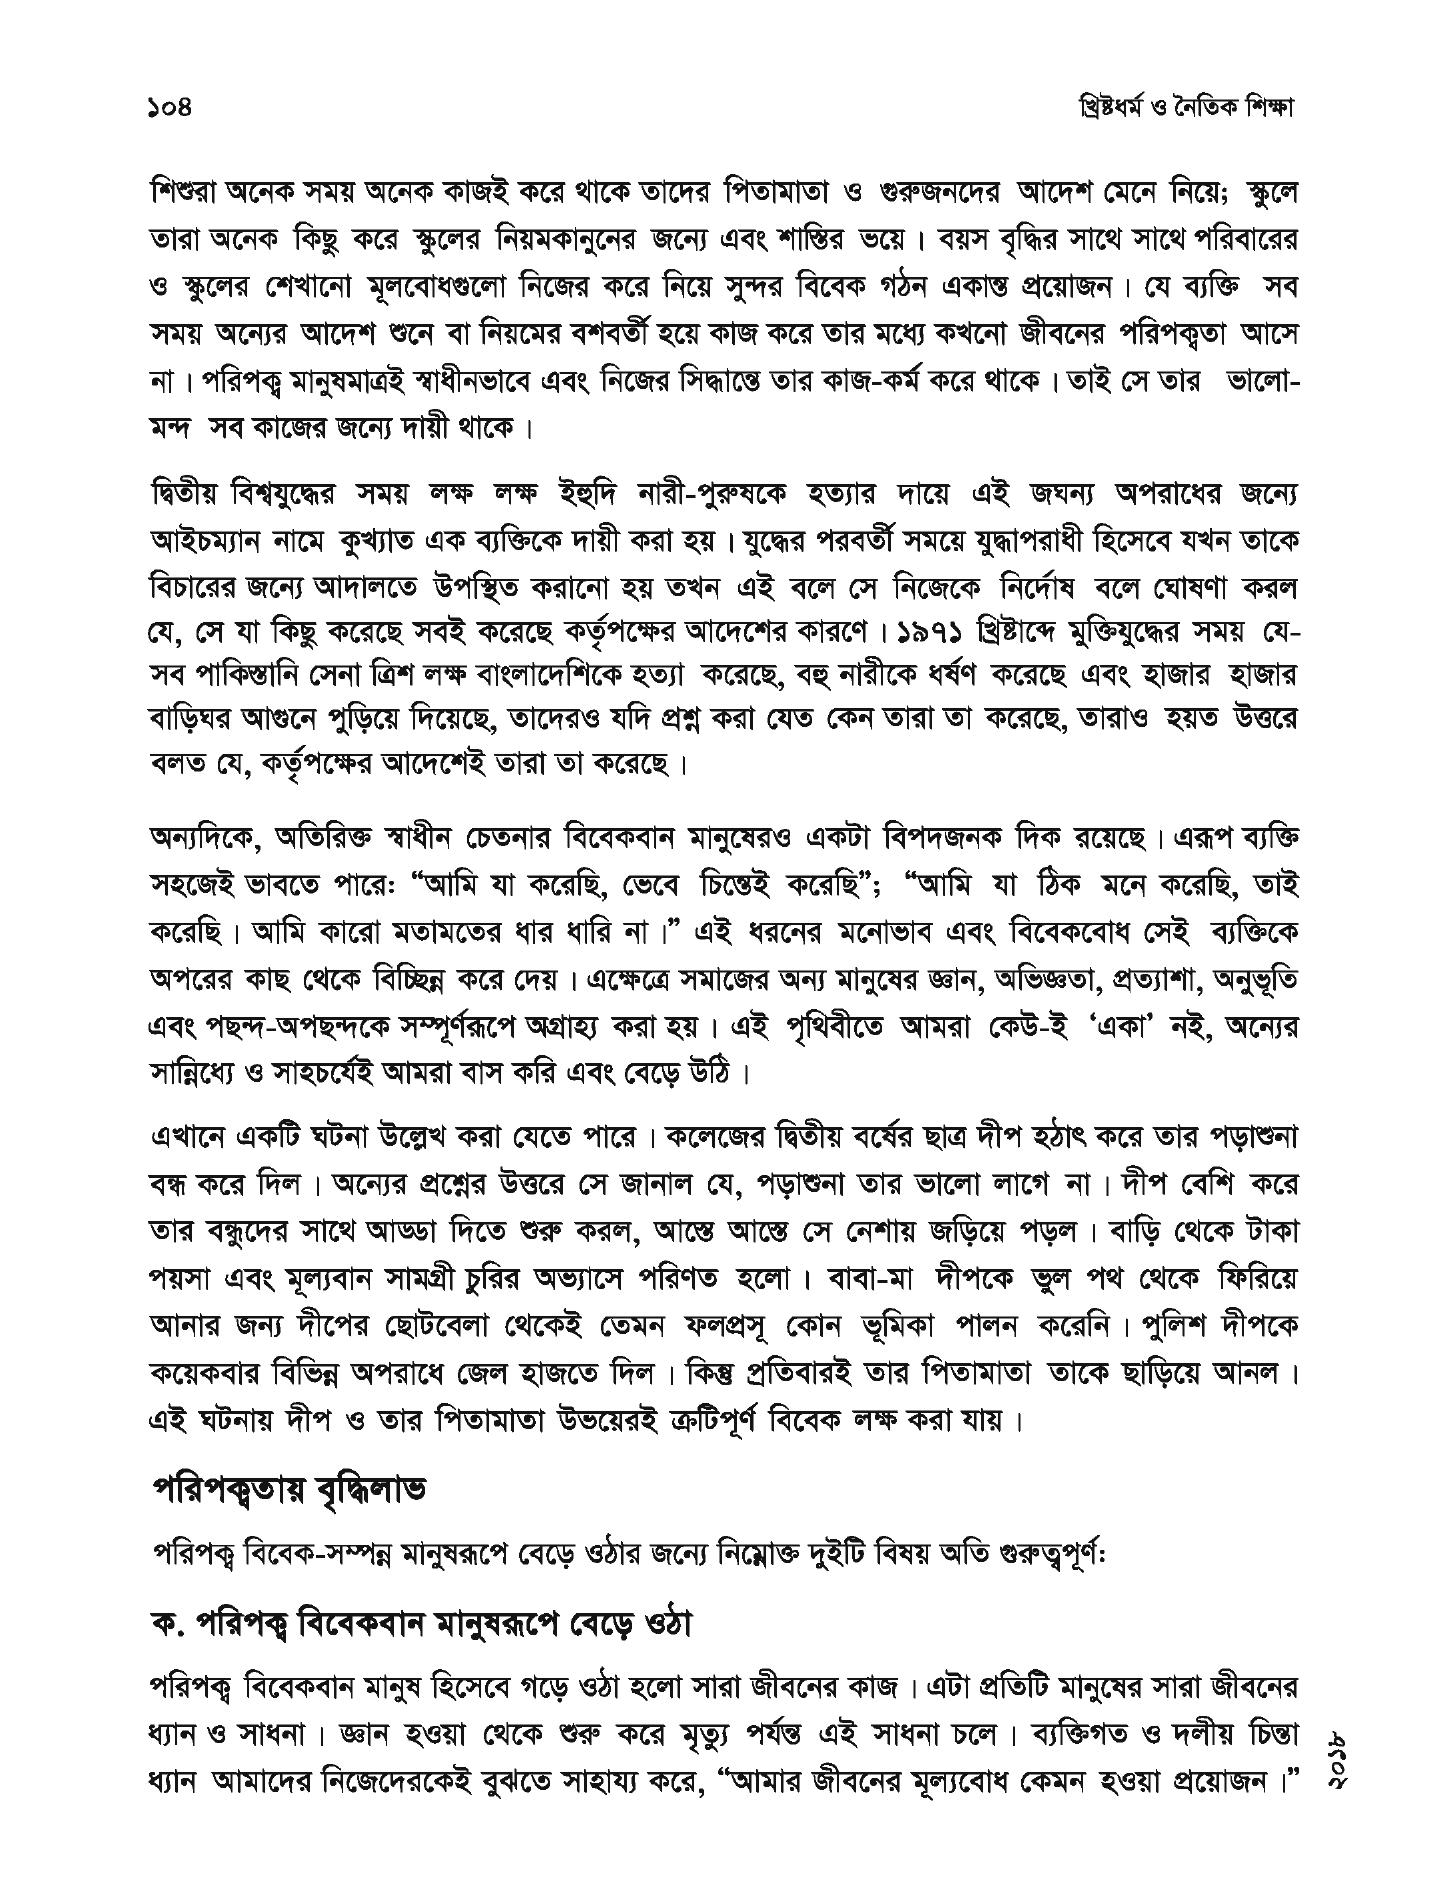 ১০৪
খ্রিষ্টধর্ম ও নৈতিক শিক্ষা
শিশুরা অনেক সময় অনেক কাজই করে থাকে তাদের পিতামাতা ও গুরুজনদের আদেশ মেনে নিয়ে; স্কুলে
তারা অনেক কিছু করে স্কুলের নিয়মকানুনের জন্যে এবং শাস্তির ভয়ে। বয়স বৃদ্ধির সাথে সাথে পরিবারের
ও স্কুলের শেখানো মূলবোধগুলো নিজের করে নিয়ে সুন্দর বিবেক গঠন একান্ত প্রয়োজন। যে ব্যক্তি সব
সময় অন্যের আদেশ শুনে বা নিয়মের বশবর্তী হয়ে কাজ করে তার মধ্যে কখনো জীবনের পরিপক্বতা আসে
না। পরিপক্ব মানুষমাত্রই স্বাধীনভাবে এবং নিজের সিদ্ধান্তে তার কাজ-কর্ম করে থাকে। তাই সে তার ভালো-
মন্দ সব কাজের জন্যে দায়ী থাকে।
দ্বিতীয় বিশ্বযুদ্ধের সময় লক্ষ লক্ষ ইহুদি নারী-পুরুষকে হত্যার দায়ে এই জঘন্য অপরাধের জন্যে
আইচম্যান নামে কুখ্যাত এক ব্যক্তিকে দায়ী করা হয়। যুদ্ধের পরবর্তী সময়ে যুদ্ধাপরাধী হিসেবে যখন তাকে
বিচারের জন্যে আদালতে উপস্থিত করানো হয় তখন এই বলে সে নিজেকে নির্দোষ বলে ঘোষণা করল
যে, সে যা কিছু করেছে সবই করেছে কর্তৃপক্ষের আদেশের কারণে। ১৯৭১ খ্রিষ্টাব্দে মুক্তিযুদ্ধের সময় যে-
সব পাকিস্তানি সেনা ত্রিশ লক্ষ বাংলাদেশিকে হত্যা করেছে, বহু নারীকে ধর্ষণ করেছে এবং হাজার হাজার
বাড়িঘর আগুনে পুড়িয়ে দিয়েছে, তাদেরও যদি প্রশ্ন করা যেত কেন তারা তা করেছে, তারাও হয়ত উত্তরে
বলত যে, কর্তৃপক্ষের আদেশেই তারা তা করেছে।
অন্যদিকে, অতিরিক্ত স্বাধীন চেতনার বিবেকবান মানুষেরও একটা বিপদজনক দিক রয়েছে। এরূপ ব্যক্তি
সহজেই ভাবতে পারে: “আমি যা করেছি, ভেবে চিন্তেই করেছি”; “আমি যা ঠিক মনে করেছি, তাই
করেছি। আমি কারো মতামতের ধার ধারি না।” এই ধরনের মনোভাব এবং বিবেকবোধ সেই ব্যক্তিকে
অপরের কাছ থেকে বিচ্ছিন্ন করে দেয়। এক্ষেত্রে সমাজের অন্য মানুষের জ্ঞান, অভিজ্ঞতা, প্রত্যাশা, অনুভূতি
এবং পছন্দ-অপছন্দকে সম্পূর্ণরূপে অগ্রাহ্য করা হয়। এই পৃথিবীতে আমরা কেউ-ই ‘একা’ নই, অন্যের
সান্নিধ্যে ও সাহচর্যেই আমরা বাস করি এবং বেড়ে উঠি।
এখানে একটি ঘটনা উল্লেখ করা যেতে পারে। কলেজের দ্বিতীয় বর্ষের ছাত্র দীপ হঠাৎ করে তার পড়াশুনা
বন্ধ করে দিল। অন্যের প্রশ্নের উত্তরে সে জানাল যে, পড়াশুনা তার ভালো লাগে না। দীপ বেশি করে
তার বন্ধুদের সাথে আড্ডা দিতে শুরু করল, আস্তে আস্তে সে নেশায় জড়িয়ে পড়ল। বাড়ি থেকে টাকা
পয়সা এবং মূল্যবান সামগ্রী চুরির অভ্যাসে পরিণত হলো। বাবা-মা দীপকে ভুল পথ থেকে ফিরিয়ে
আনার জন্য দীপের ছোটবেলা থেকেই তেমন ফলপ্রসূ কোন ভূমিকা পালন করেনি। পুলিশ দীপকে
কয়েকবার বিভিন্ন অপরাধে জেল হাজতে দিল। কিন্তু প্রতিবারই তার পিতামাতা তাকে ছাড়িয়ে আনল।
এই ঘটনায় দীপ ও তার পিতামাতা উভয়েরই ক্রটিপূর্ণ বিবেক লক্ষ করা যায়।
পরিপক্বতায় বৃদ্ধিলাভ
পরিপক্ব বিবেক-সম্পন্ন মানুষরূপে বেড়ে ওঠার জন্যে নিম্নোক্ত দুইটি বিষয় অতি গুরুত্বপূর্ণ:
ক. পরিপক্ব বিবেকবান মানুষরূপে বেড়ে ওঠা
পরিপক্ব বিবেকবান মানুষ হিসেবে গড়ে ওঠা হলো সারা জীবনের কাজ। এটা প্রতিটি মানুষের সারা জীবনের
ধ্যান ও সাধনা। জ্ঞান হওয়া থেকে শুরু করে মৃত্যু পর্যন্ত এই সাধনা চলে। ব্যক্তিগত ও দলীয় চিন্তা
ধ্যান আমাদের নিজেদেরকেই বুঝতে সাহায্য করে, “আমার জীবনের মূল্যবোধ কেমন হওয়া প্রয়োজন।”
২০১৮